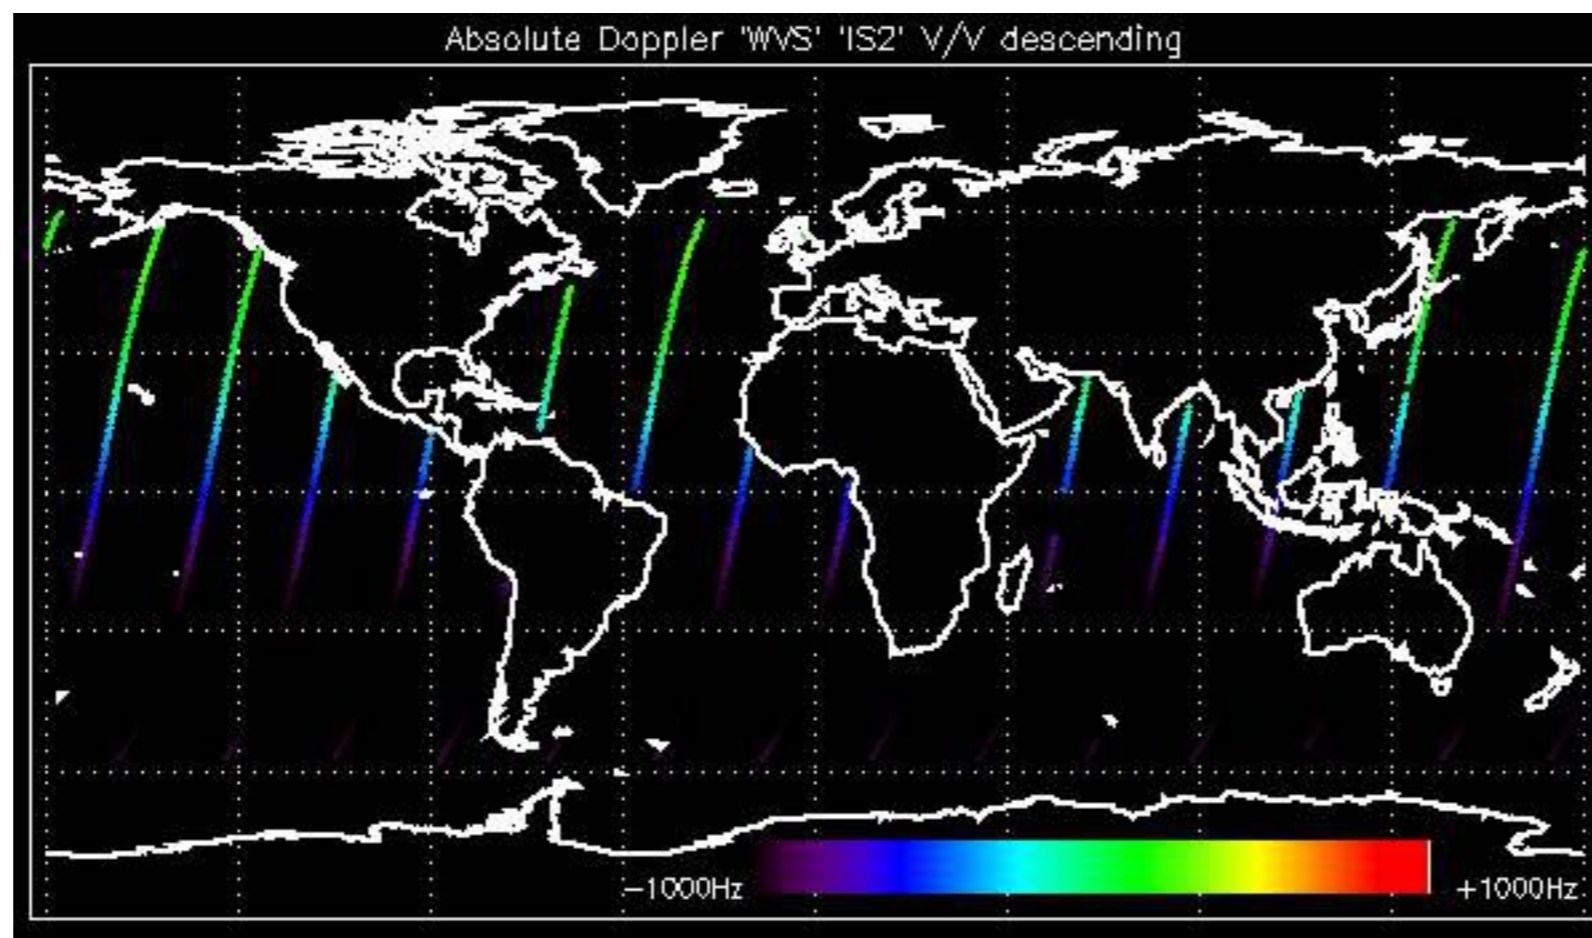 Absolute Doppler 'WVS' 'IS2' V/V descending
−1000Hz +1000Hz